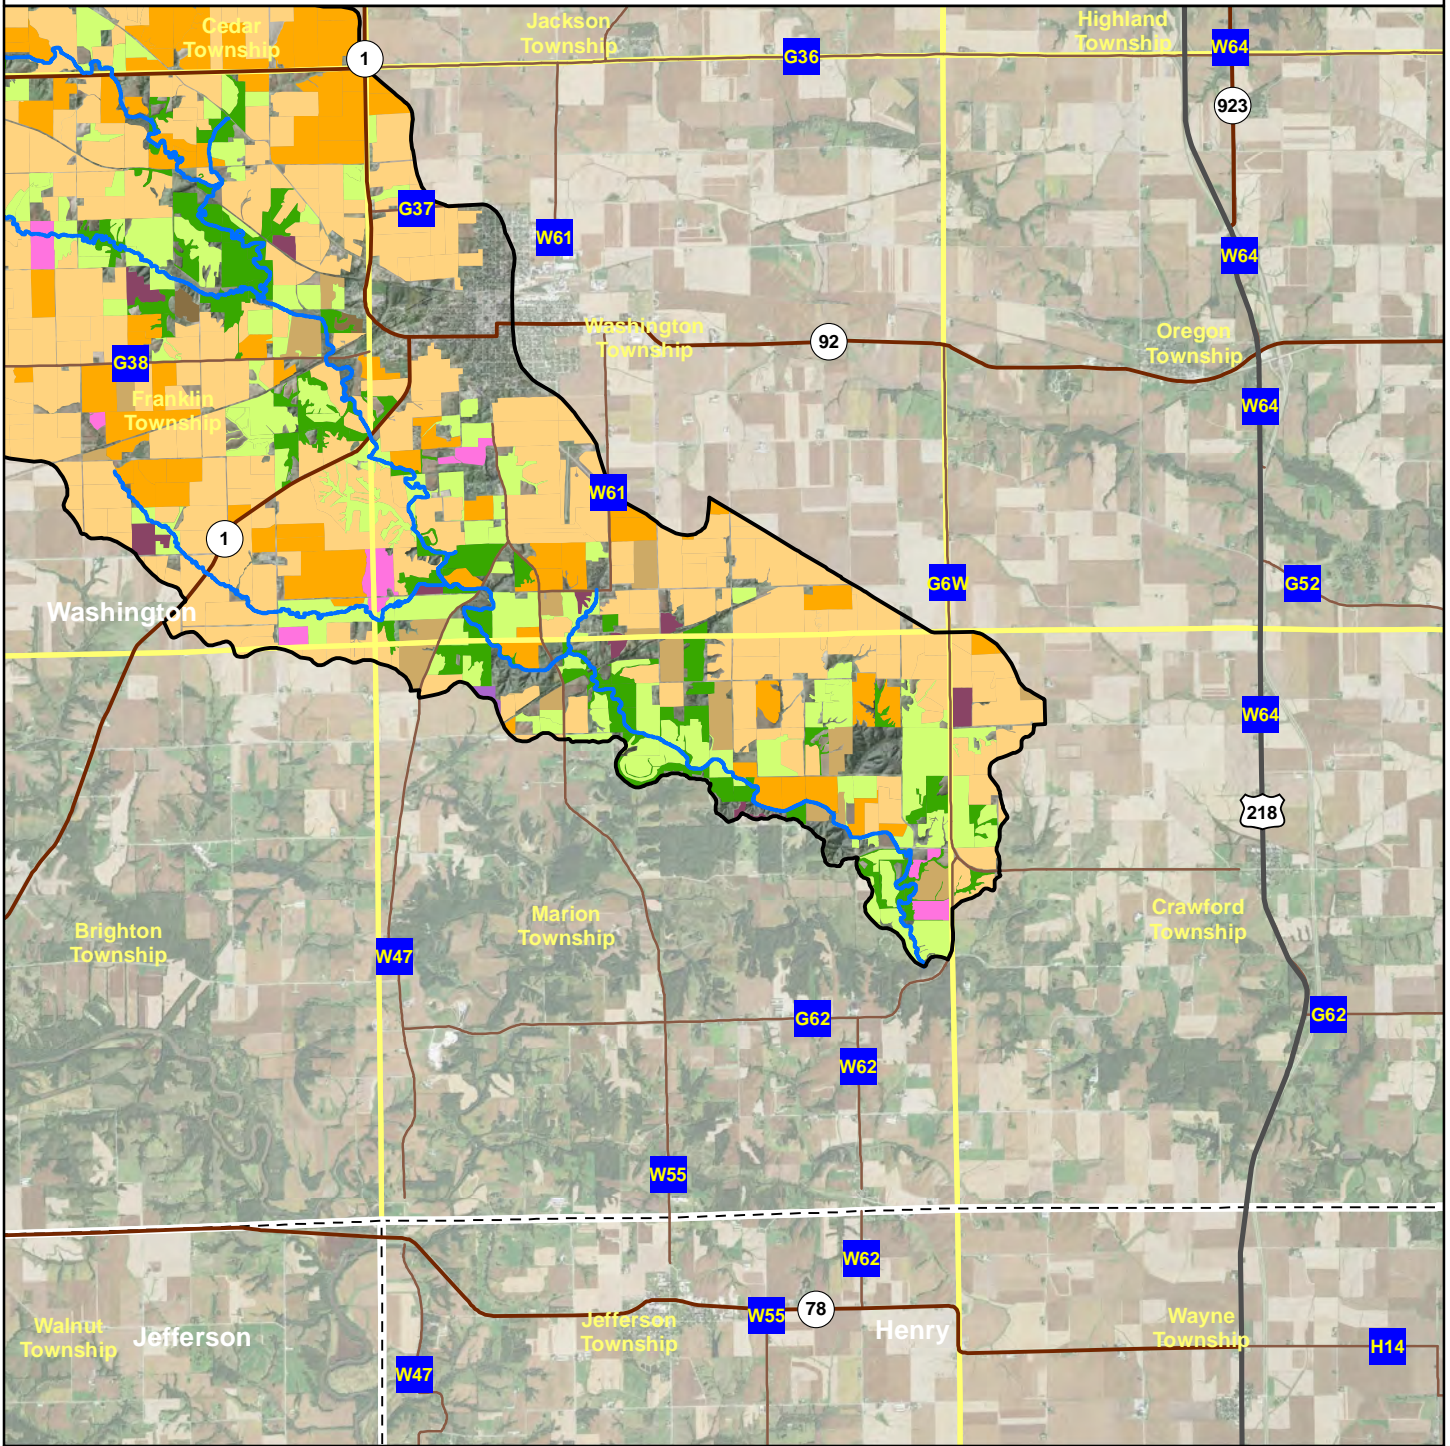 Cedar
Township
Jackson
Township
Highland
Township
1
G36
W64
923
G37
W61
W64
Washington
Township
92
Oregon
Township
G38
Franklin
Township
W64
W61
1
G6W
G52
Washington
W64
218
Marion
Township
Crawford
Township
Brighton
Township
W47
G62
G62
W62
W55
W62
W55
78
Jefferson
Township
Henry
Wayne
Township
Walnut
Township
Jefferson
H14
W47